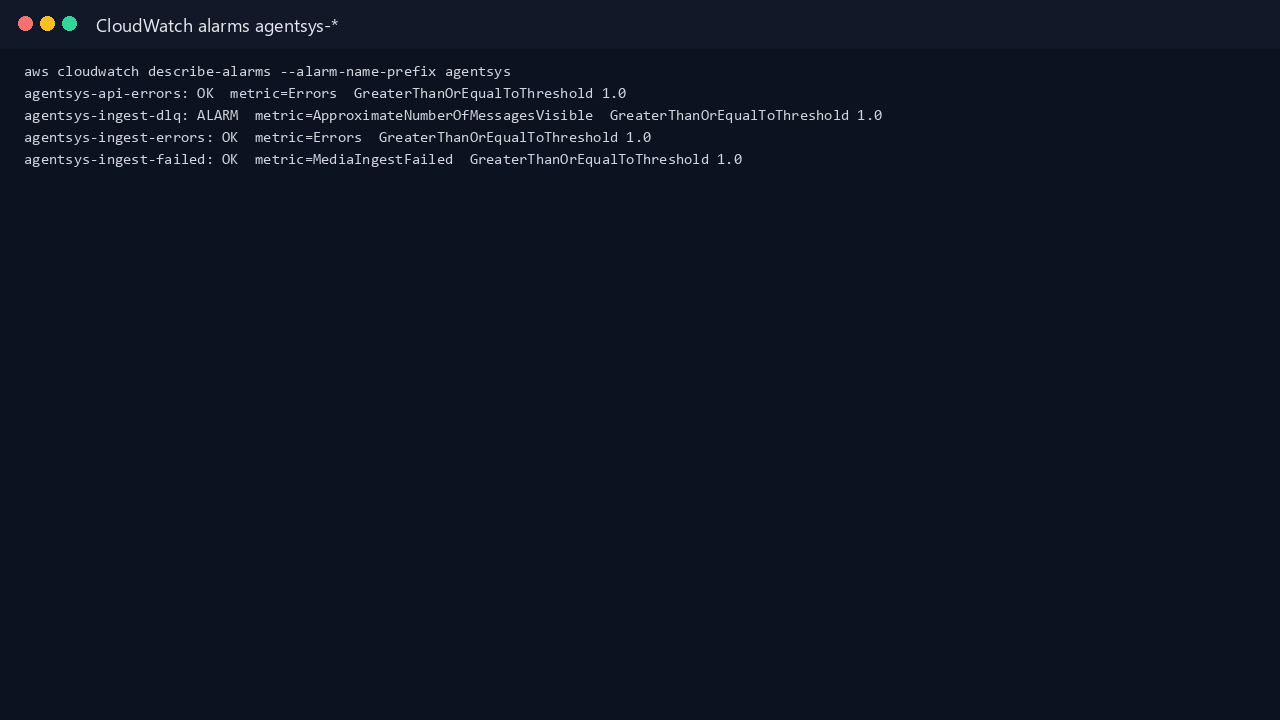 CloudWatch alarms agentsys-*
aws cloudwatch describe-alarms --alarm-name-prefix agentsys
agentsys-api-errors: OK  metric=Errors  GreaterThanOrEqualToThreshold 1.0
agentsys-ingest-dlq: ALARM  metric=ApproximateNumberOfMessagesVisible  GreaterThanOrEqualToThreshold 1.0
agentsys-ingest-errors: OK  metric=Errors  GreaterThanOrEqualToThreshold 1.0
agentsys-ingest-failed: OK  metric=MediaIngestFailed  GreaterThanOrEqualToThreshold 1.0